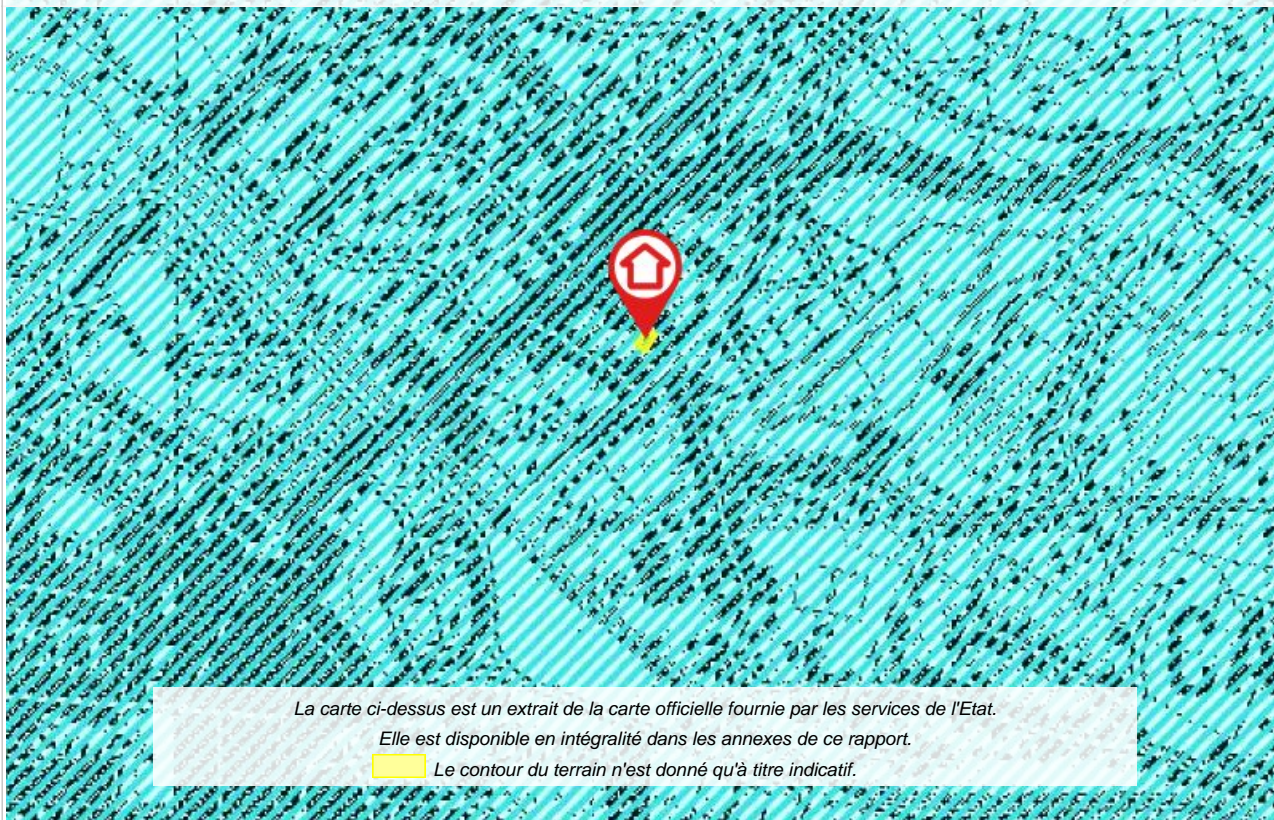 La carte ci-dessus est un extrait de la carte officielle fournie par les services de l'Etat.
Elle est disponible en intégralité dans les annexes de ce rapport.
Le contour du terrain n'est donné qu'à titre indicatif.